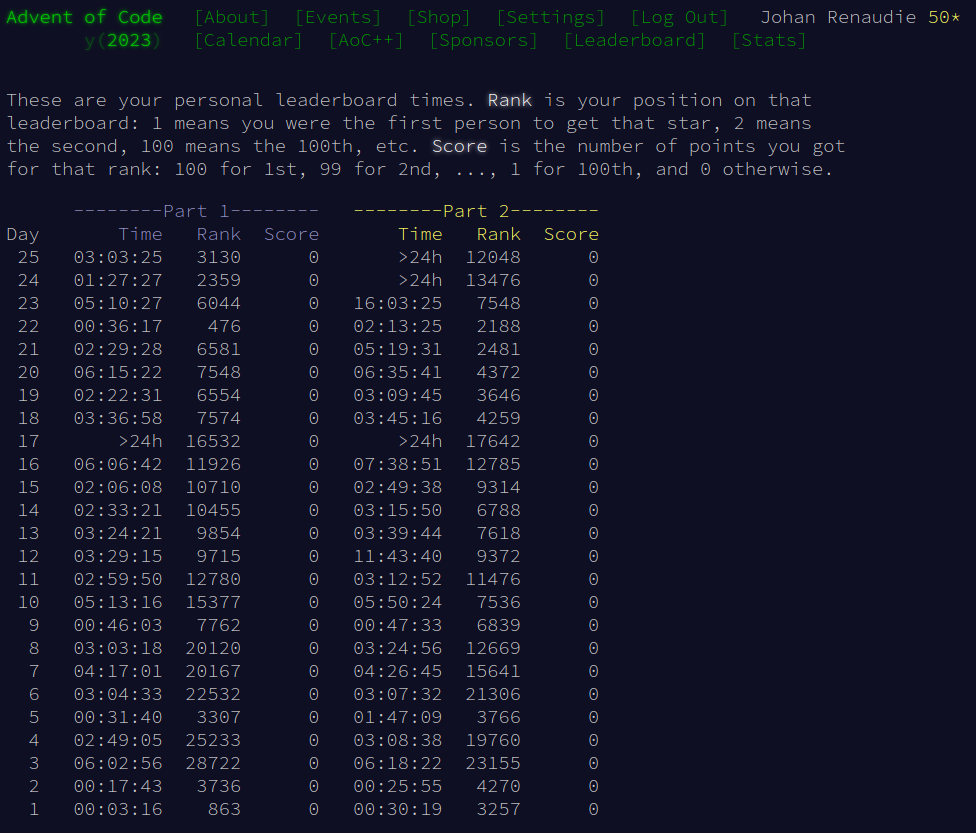 Advent of Code [About] [Events] [Shop] [Settings] [Log Out] Johan Renaudie 50*
y(2023) [Calendar] [AoC++] [Sponsors] [Leaderboard] [Stats]
These are your personal leaderboard times. Rank is your position on that
leaderboard: 1 means you were the first person to get that star, 2 means
the second, 100 means the 100th, etc. Score is the number of points you got
for that rank: 100 for 1st, 99 for 2nd, ..., 1 for 100th, and 0 otherwise.
--------Part 1-------- --------Part 2--------
Day Time Rank Score Time Rank Score
25 03:03:25 3130 0 >24h 12048 0
24 01:27:27 2359 0 >24h 13476 0
23 05:10:27 6044 0 16:03:25 7548 0
22 00:36:17 476 0 02:13:25 2188 0
21 02:29:28 6581 0 05:19:31 2481 0
20 06:15:22 7548 0 06:35:41 4372 0
19 02:22:31 6554 0 03:09:45 3646 0
18 03:36:58 7574 0 03:45:16 4259 0
17 >24h 16532 0 >24h 17642 0
16 06:06:42 11926 0 07:38:51 12785 0
15 02:06:08 10710 0 02:49:38 9314 0
14 02:33:21 10455 0 03:15:50 6788 0
13 03:24:21 9854 0 03:39:44 7618 0
12 03:29:15 9715 0 11:43:40 9372 0
11 02:59:50 12780 0 03:12:52 11476 0
10 05:13:16 15377 0 05:50:24 7536 0
9 00:46:03 7762 0 00:47:33 6839 0
8 03:03:18 20120 0 03:24:56 12669 0
7 04:17:01 20167 0 04:26:45 15641 0
6 03:04:33 22532 0 03:07:32 21306 0
5 00:31:40 3307 0 01:47:09 3766 0
4 02:49:05 25233 0 03:08:38 19760 0
3 06:02:56 28722 0 06:18:22 23155 0
2 00:17:43 3736 0 00:25:55 4270 0
1 00:03:16 863 0 00:30:19 3257 0